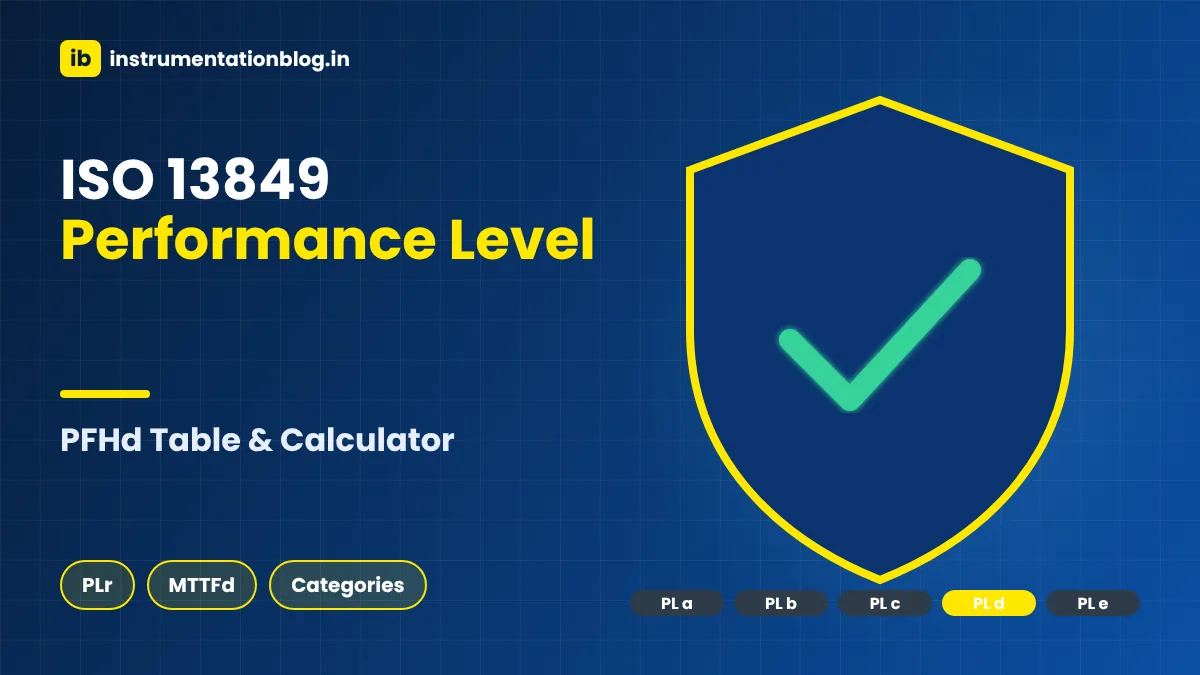 ib instrumentationblog.in
ISO 13849
Performance Level
PFHd Table & Calculator
PLr MTTFd Categories
PL a PL b PL c PL d PL e